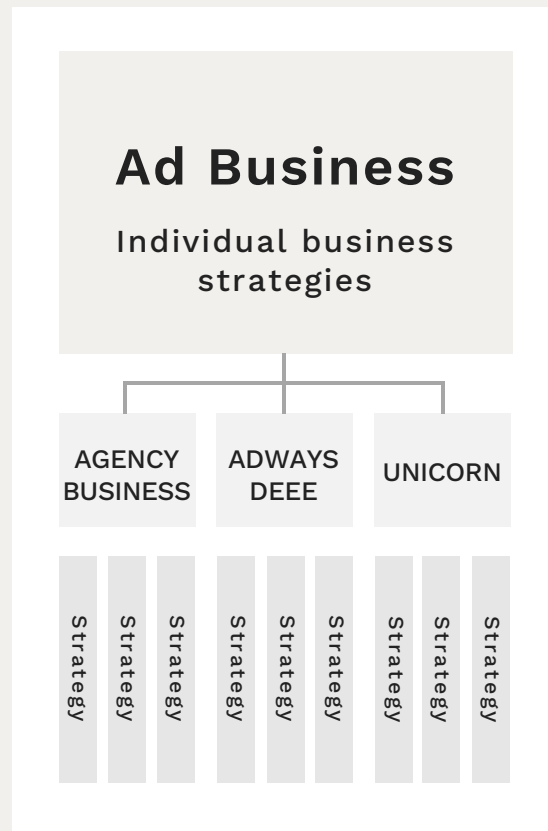 Ad Business
Individual business
strategies
AGENCY
BUSINESS
ADWAYS
DEEE
UNICORN
Strategy
Strategy
Strategy
Strategy
Strategy
Strategy
Strategy
Strategy
Strategy